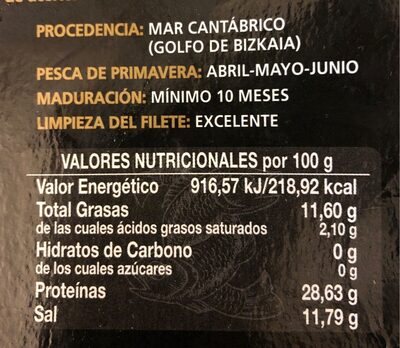 PROCEDENCIA: MAR CANTÁBRICO
(GOLFO DE BIZKAIA)
PESCA DE PRIMAVERA: ABRIL-MAYO-JUNIO
MADURACIÓN: MÍNIMO 10 MESES
LIMPIEZA DEL FILETE: EXCELENTE
VALORES NUTRICIONALES por 100 g
Valor Energético 916,57 kJ/218,92 kcal
Total Grasas 11,60 g
de las cuales ácidos grasos saturados 2,10 g
Hidratos de Carbono 0 g
de los cuales azúcares 0 g
Proteínas 28,63 g
Sal 11,79 g